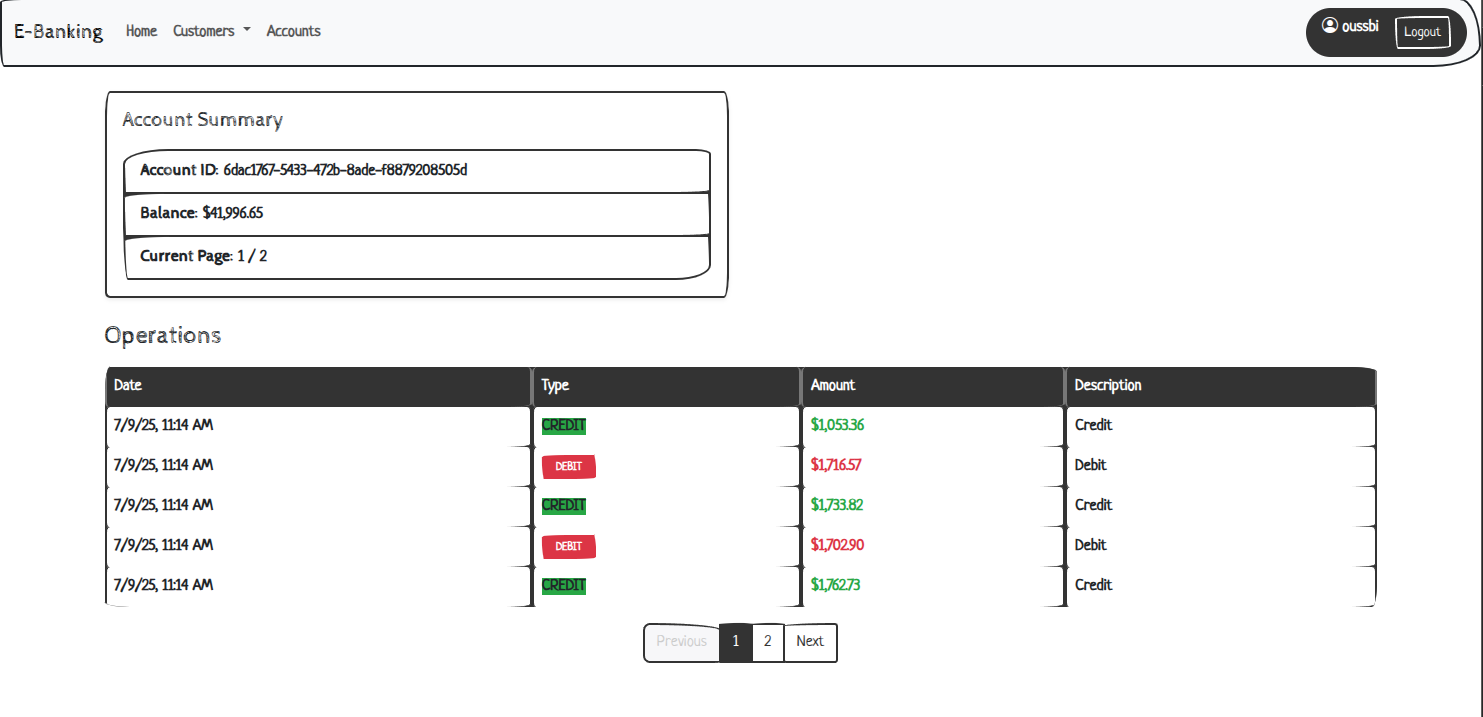 E-Banking Home Customers Accounts oussbi Logout
Account Summary
Account ID: 6dac1767-5433-472b-8ade-f8879208505d
Balance: $41,996.65
Current Page: 1 / 2
Operations
Date Type Amount Description
7/9/25, 11:14 AM CREDIT $1,053.36 Credit
7/9/25, 11:14 AM DEBIT $1,716.57 Debit
7/9/25, 11:14 AM CREDIT $1,733.82 Credit
7/9/25, 11:14 AM DEBIT $1,702.90 Debit
7/9/25, 11:14 AM CREDIT $1,762.73 Credit
Previous 1 2 Next